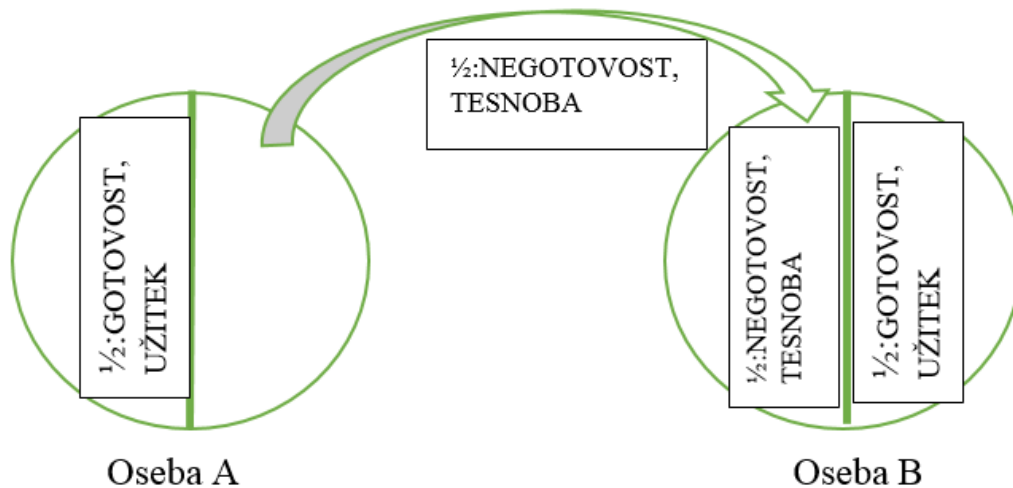 ½:NEGOTOVOST,
TESNOBA
½:GOTOVOST,
UŽITEK
½:NEGOTOVOST,
TESNOBA
½:GOTOVOST,
UŽITEK
Oseba A
Oseba B